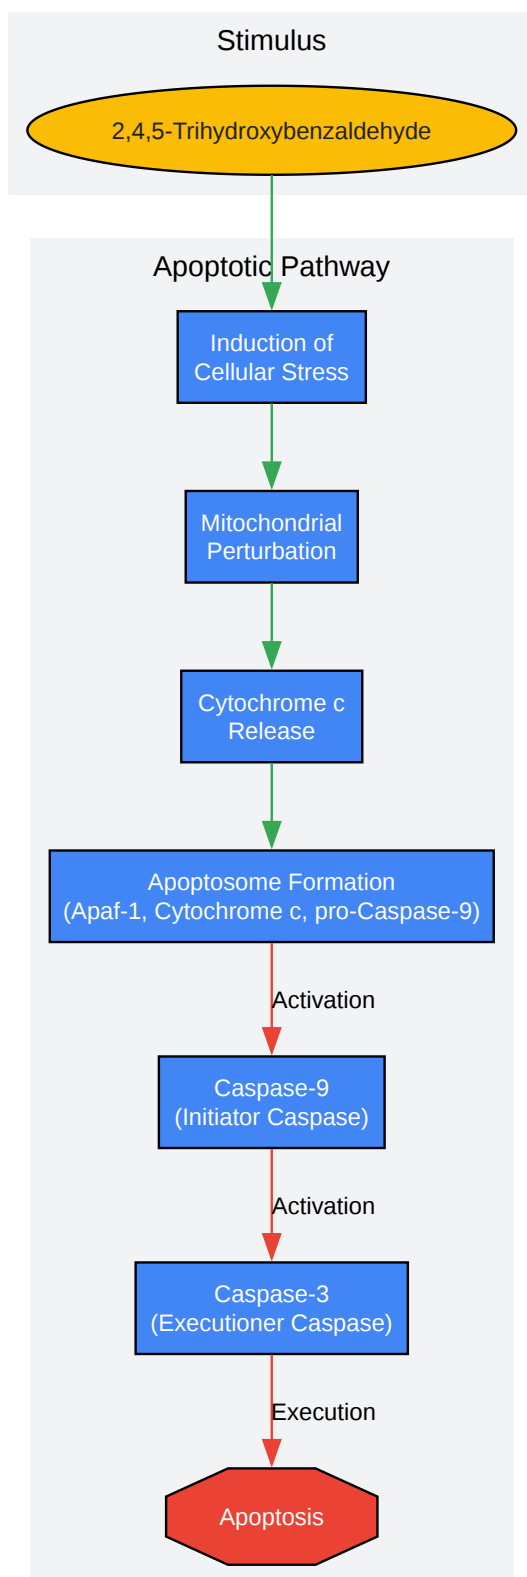 Stimulus
2,4,5-Trihydroxybenzaldehyde
Apoptotic Pathway
Induction of
Cellular Stress
Mitochondrial
Perturbation
Cytochrome c
Release
Apoptosome Formation
(Apaf-1, Cytochrome c, pro-Caspase-9)
Activation
Caspase-9
(Initiator Caspase)
Activation
Caspase-3
(Executioner Caspase)
Execution
Apoptosis